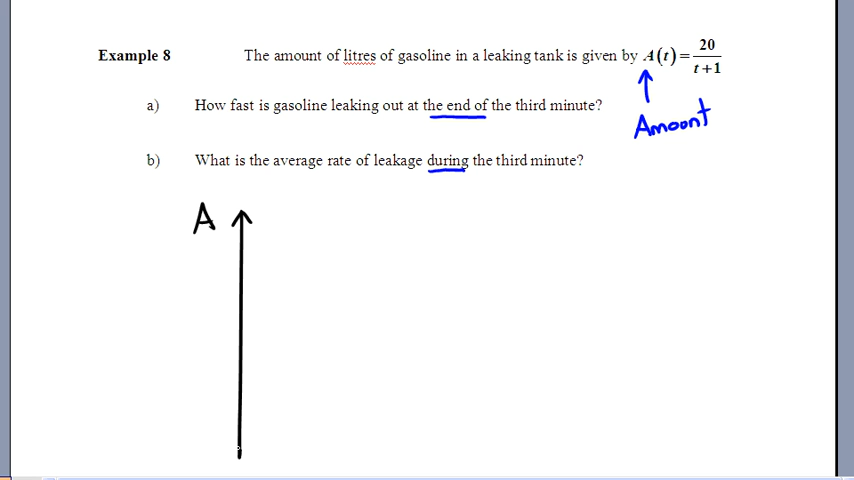 Example 8 The amount of litres of gasoline in a leaking tank is given by A(t)=20/(t+1)
a) How fast is gasoline leaking out at the end of the third minute?
Amount
b) What is the average rate of leakage during the third minute?
A